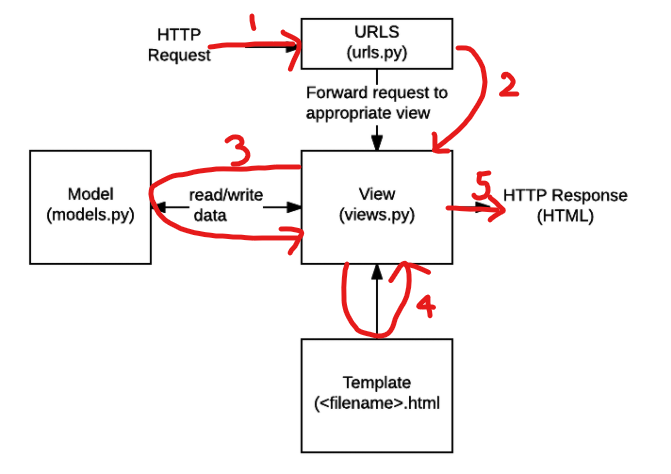 HTTP
Request
1
URLS
(urls.py)
2
Forward request to
appropriate view
3
Model
(models.py)
read/write
data
View
(views.py)
5
HTTP Response
(HTML)
4
Template
(<filename>.html